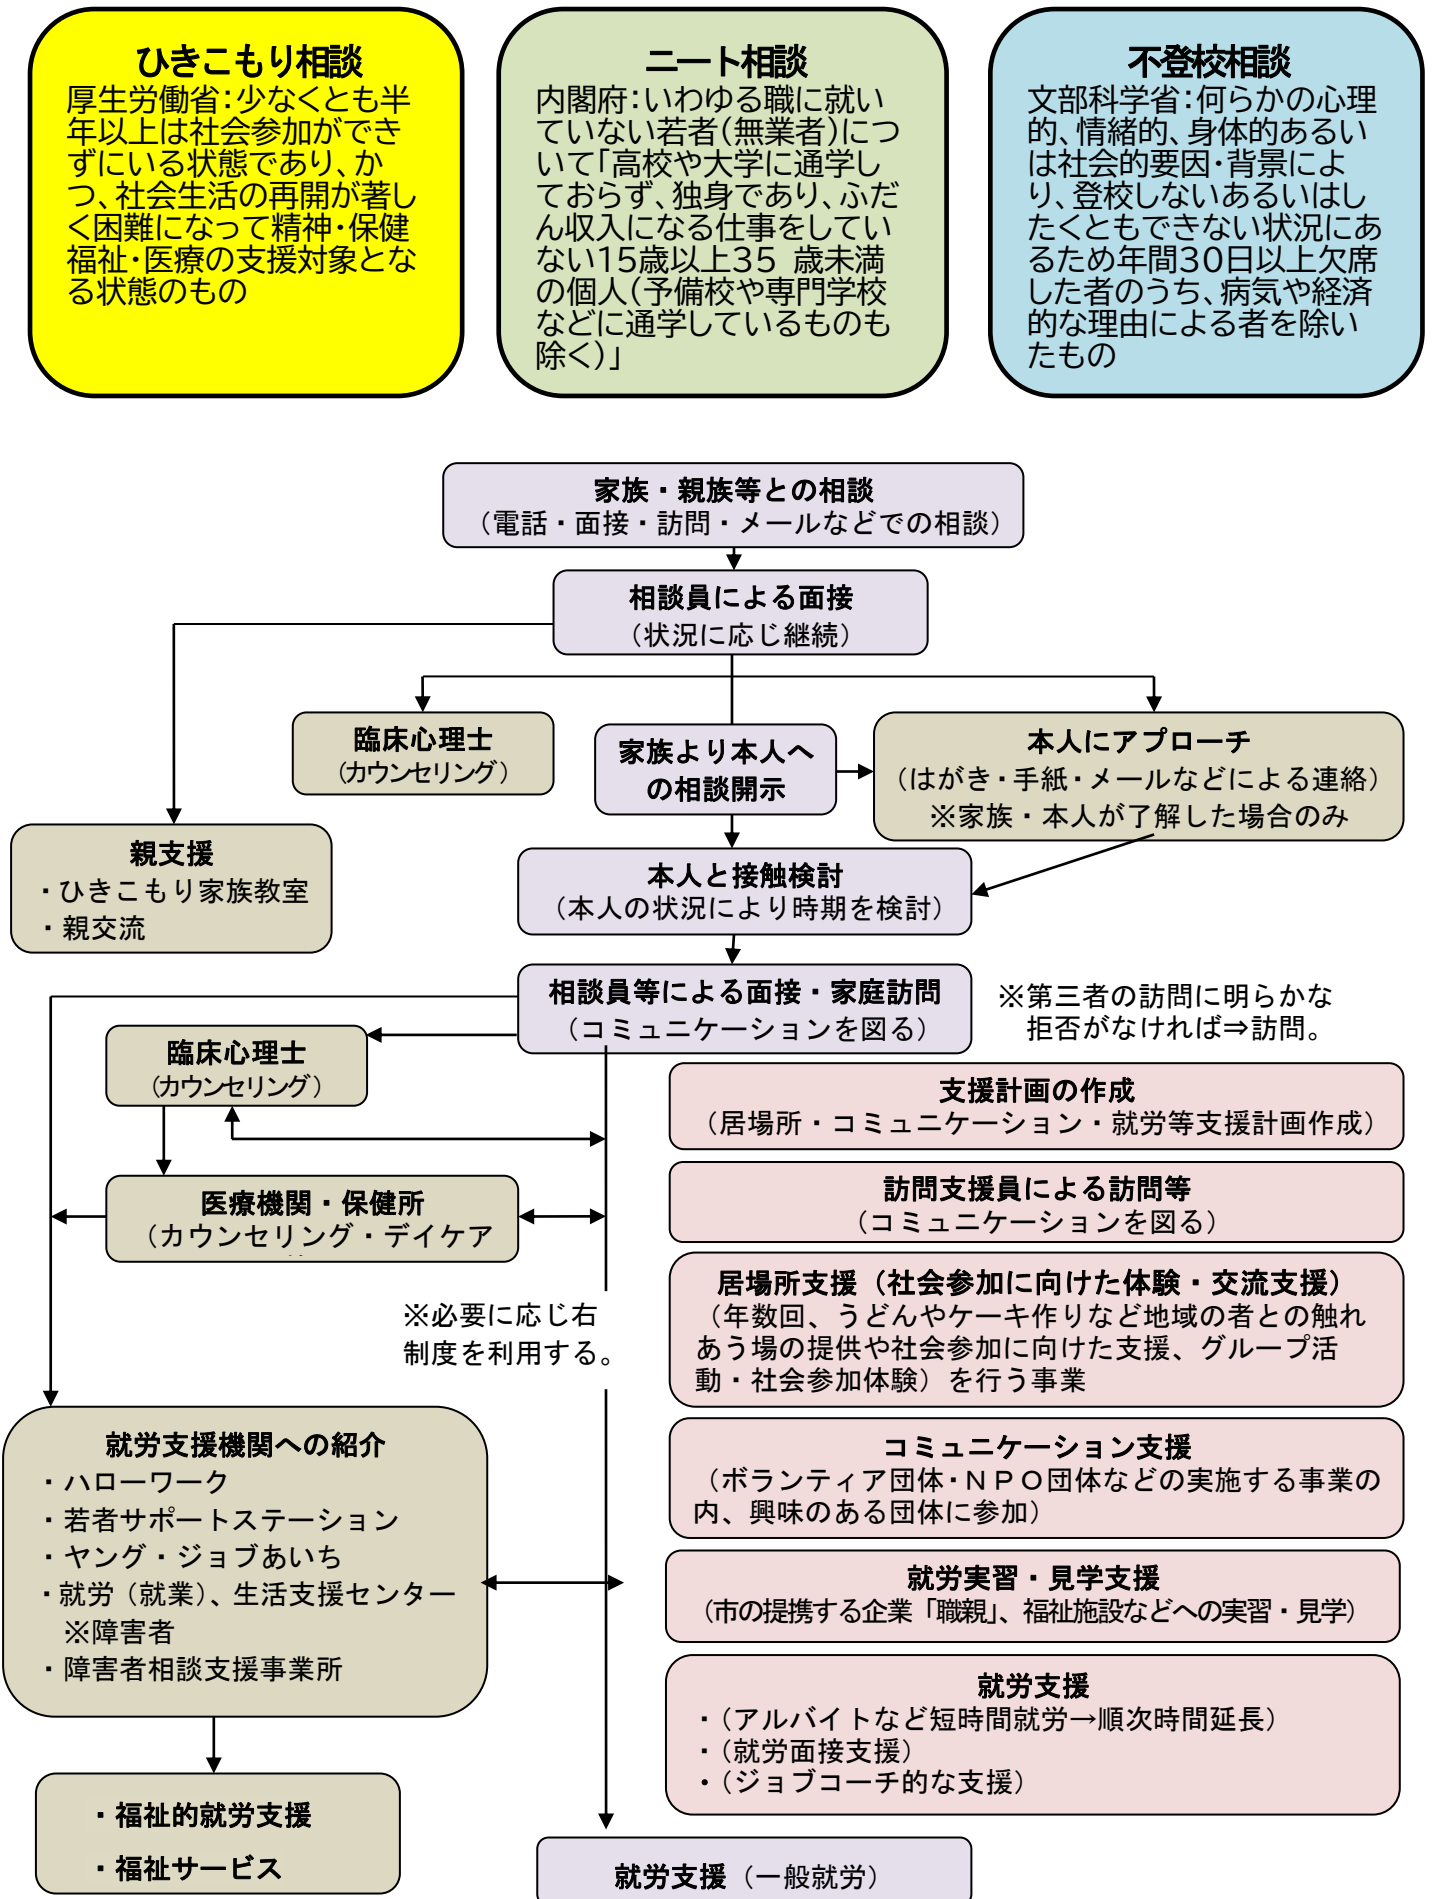 ひきこもり相談
厚生労働省：少なくとも半
年以上は社会参加ができ
ずにいる状態であり、か
つ、社会生活の再開が著し
く困難になって精神・保健
福祉・医療の支援対象とな
る状態のもの
ニート相談
内閣府：いわゆる職に就い
ていない若者（無業者）につ
いて「高校や大学に通学し
ておらず、独身であり、ふだ
ん収入になる仕事をしてい
ない15歳以上35 歳未満
の個人（予備校や専門学校
などに通学しているものも
除く）」
不登校相談
文部科学省：何らかの心理
的、情緒的、身体的あるい
は社会的要因・背景によ
り、登校しないあるいはし
たくともできない状況にあ
るため年間30日以上欠席
した者のうち、病気や経済
的な理由による者を除い
たもの
家族・親族等との相談
（電話・面接・訪問・メールなどでの相談）
相談員による面接
（状況に応じ継続）
臨床心理士
（カウンセリング）
家族より本人へ
の相談開示
本人にアプローチ
（はがき・手紙・メールなどによる連絡）
※家族・本人が了解した場合のみ
親支援
・ひきこもり家族教室
・親交流
本人と接触検討
（本人の状況により時期を検討）
相談員等による面接・家庭訪問
（コミュニケーションを図る）
※第三者の訪問に明らかな
拒否がなければ⇒訪問。
臨床心理士
（カウンセリング）
支援計画の作成
（居場所・コミュニケーション・就労等支援計画作成）
医療機関・保健所
（カウンセリング・デイケア
訪問支援員による訪問等
（コミュニケーションを図る）
居場所支援（社会参加に向けた体験・交流支援）
（年数回、うどんやケーキ作りなど地域の者との触れ
あう場の提供や社会参加に向けた支援、グループ活
動・社会参加体験）を行う事業
※必要に応じ右
制度を利用する。
コミュニケーション支援
（ボランティア団体・ＮＰＯ団体などの実施する事業の
内、興味のある団体に参加）
就労支援機関への紹介
・ハローワーク
・若者サポートステーション
・ヤング・ジョブあいち
・就労（就業）、生活支援センター
※障害者
・障害者相談支援事業所
就労実習・見学支援
（市の提携する企業「職親」、福祉施設などへの実習・見学）
就労支援
・（アルバイトなど短時間就労→順次時間延長）
・（就労面接支援）
・（ジョブコーチ的な支援）
・福祉的就労支援
・福祉サービス
就労支援（一般就労）